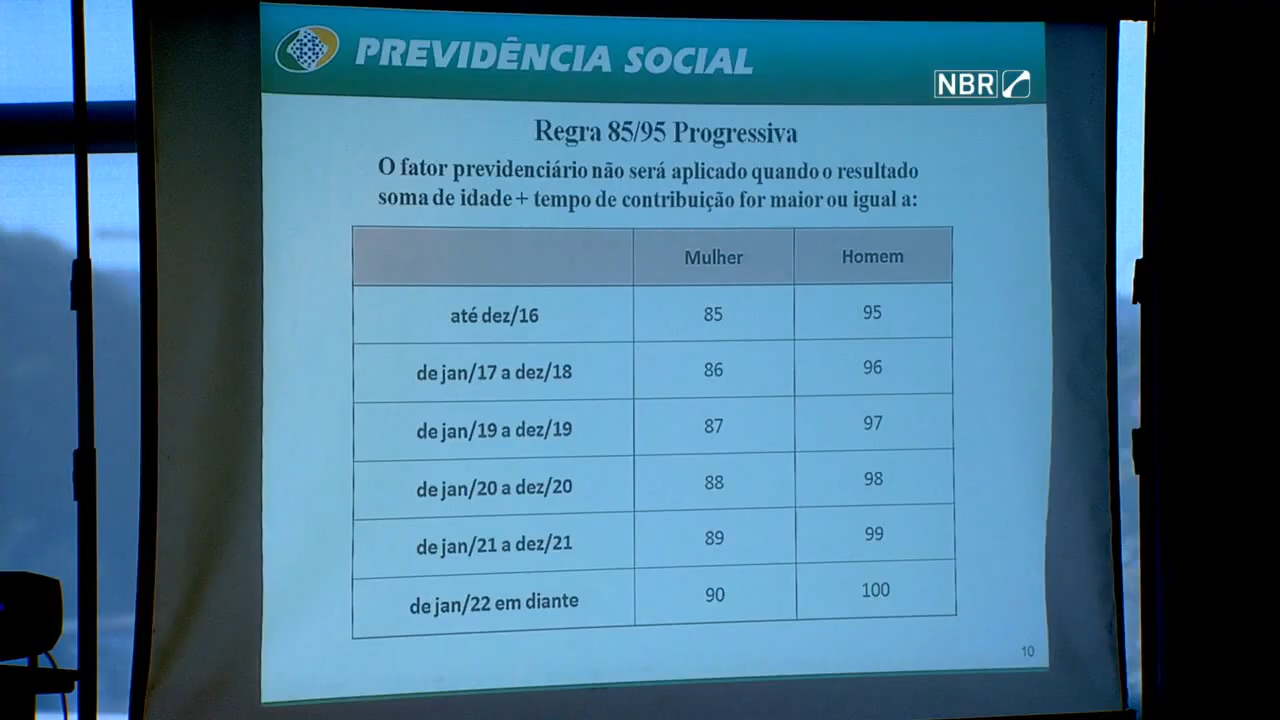 PREVIDÊNCIA SOCIAL
NBR
Regra 85/95 Progressiva
O fator previdenciário não será aplicado quando o resultado
soma de idade + tempo de contribuição for maior ou igual a:
Mulher Homem
até dez/16 85 95
de jan/17 a dez/18 86 96
de jan/19 a dez/19 87 97
de jan/20 a dez/20 88 98
de jan/21 a dez/21 89 99
de jan/22 em diante 90 100
10